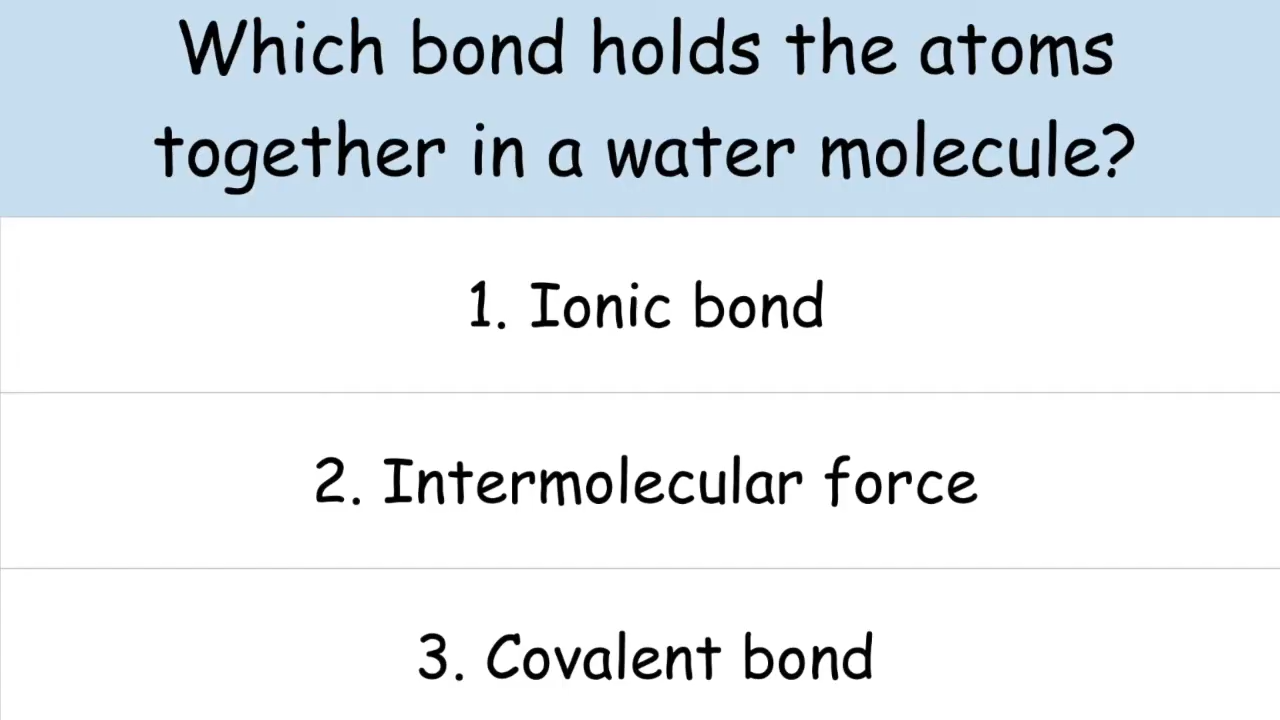 Which bond holds the atoms
together in a water molecule?
1. Ionic bond
2. Intermolecular force
3. Covalent bond